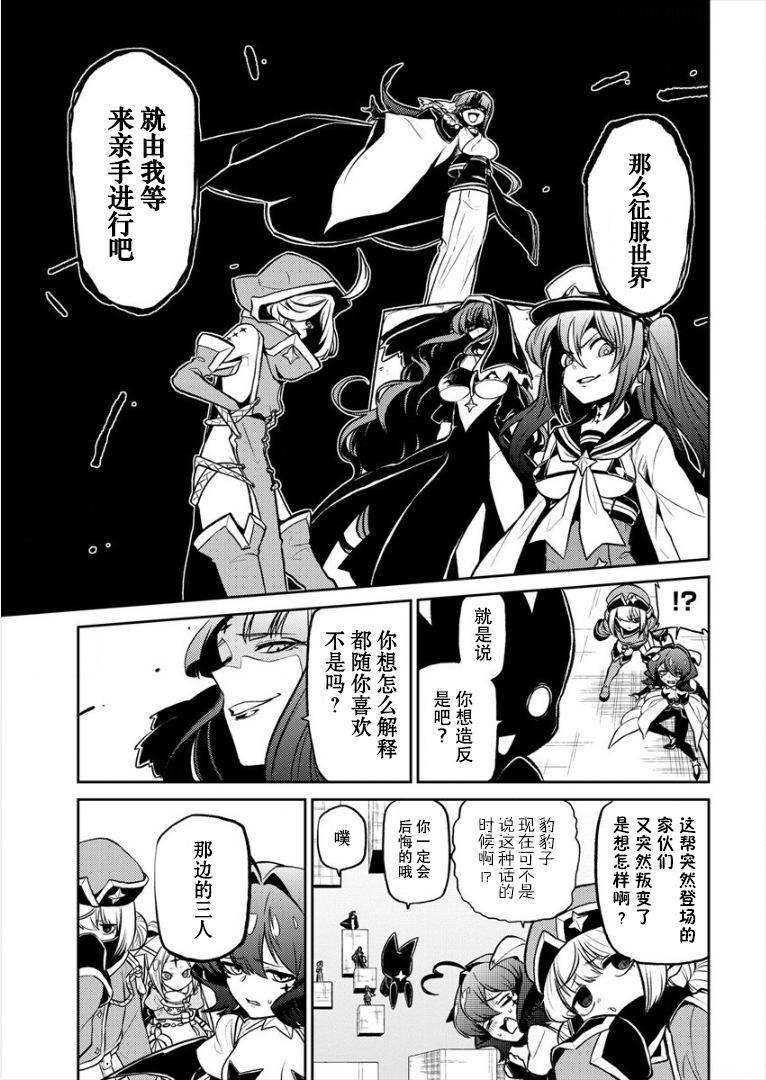 那么征服世界
就由我等
来亲手进行吧
!?
就是说
你想造反
是吧？
你想怎么解释
都随你喜欢
不是吗？
这帮突然登场的
家伙们
又突然叛变了
是想怎样啊？
豹豹子
现在可不是
说这种话的
时候啊!?
你一定会
后悔的哦
噗
那边的三人